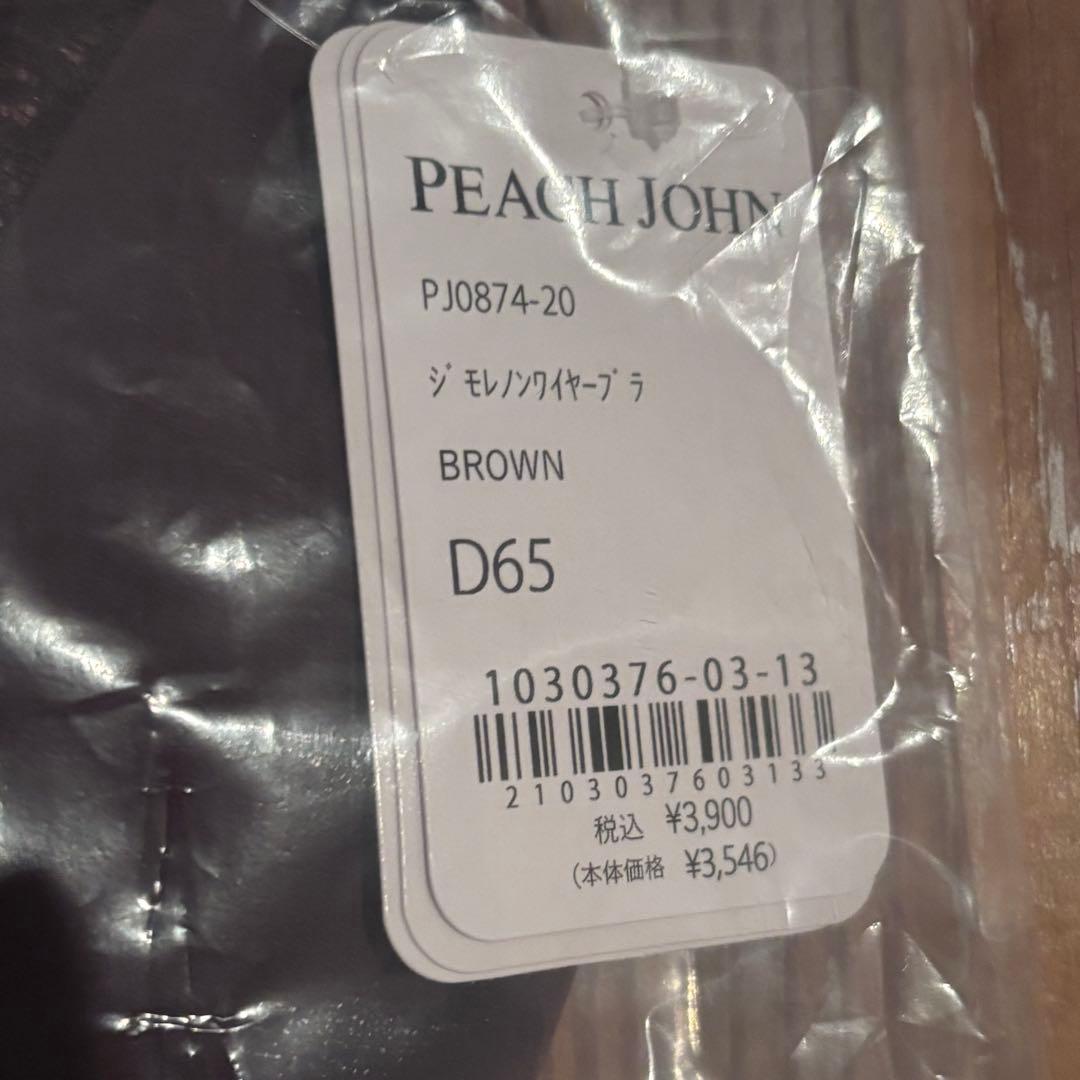 PEACH JOHN
PJ0874-20
ｼﾞﾓﾚﾉﾝﾜｲﾔｰﾌﾞﾗ
BROWN
D65
1030376-03-13
2103037603133
税込 ¥3,900
(本体価格 ¥3,546)